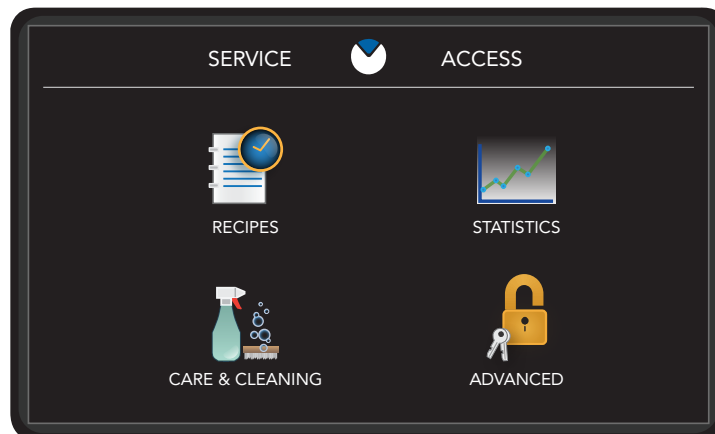 SERVICE ACCESS
RECIPES STATISTICS
CARE & CLEANING ADVANCED